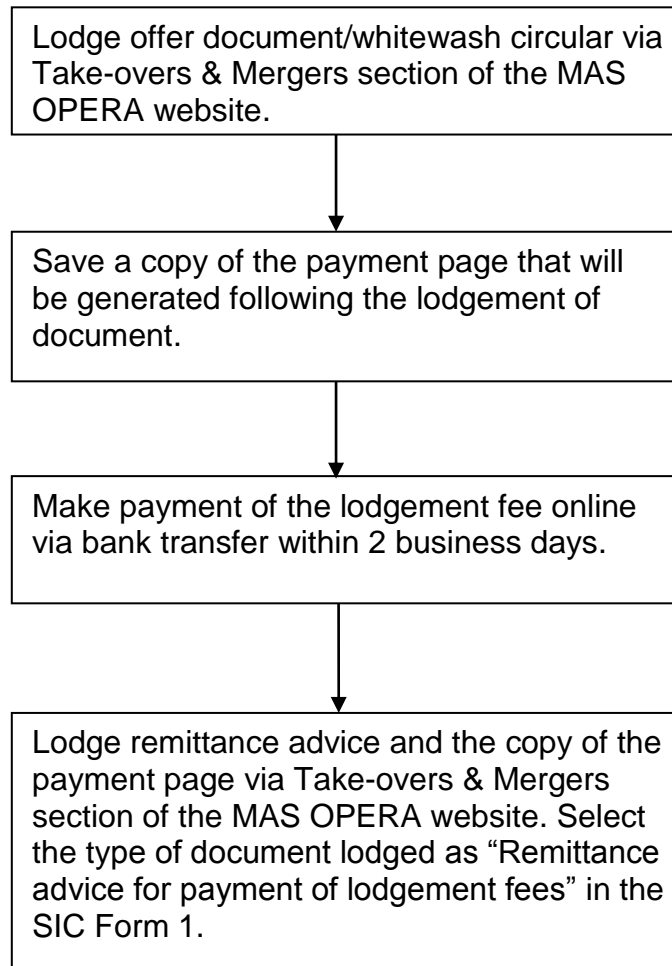 Lodge offer document/whitewash circular via
Take-overs & Mergers section of the MAS
OPERA website.
Save a copy of the payment page that will
be generated following the lodgement of
document.
Make payment of the lodgement fee online
via bank transfer within 2 business days.
Lodge remittance advice and the copy of the
payment page via Take-overs & Mergers
section of the MAS OPERA website. Select
the type of document lodged as “Remittance
advice for payment of lodgement fees” in the
SIC Form 1.